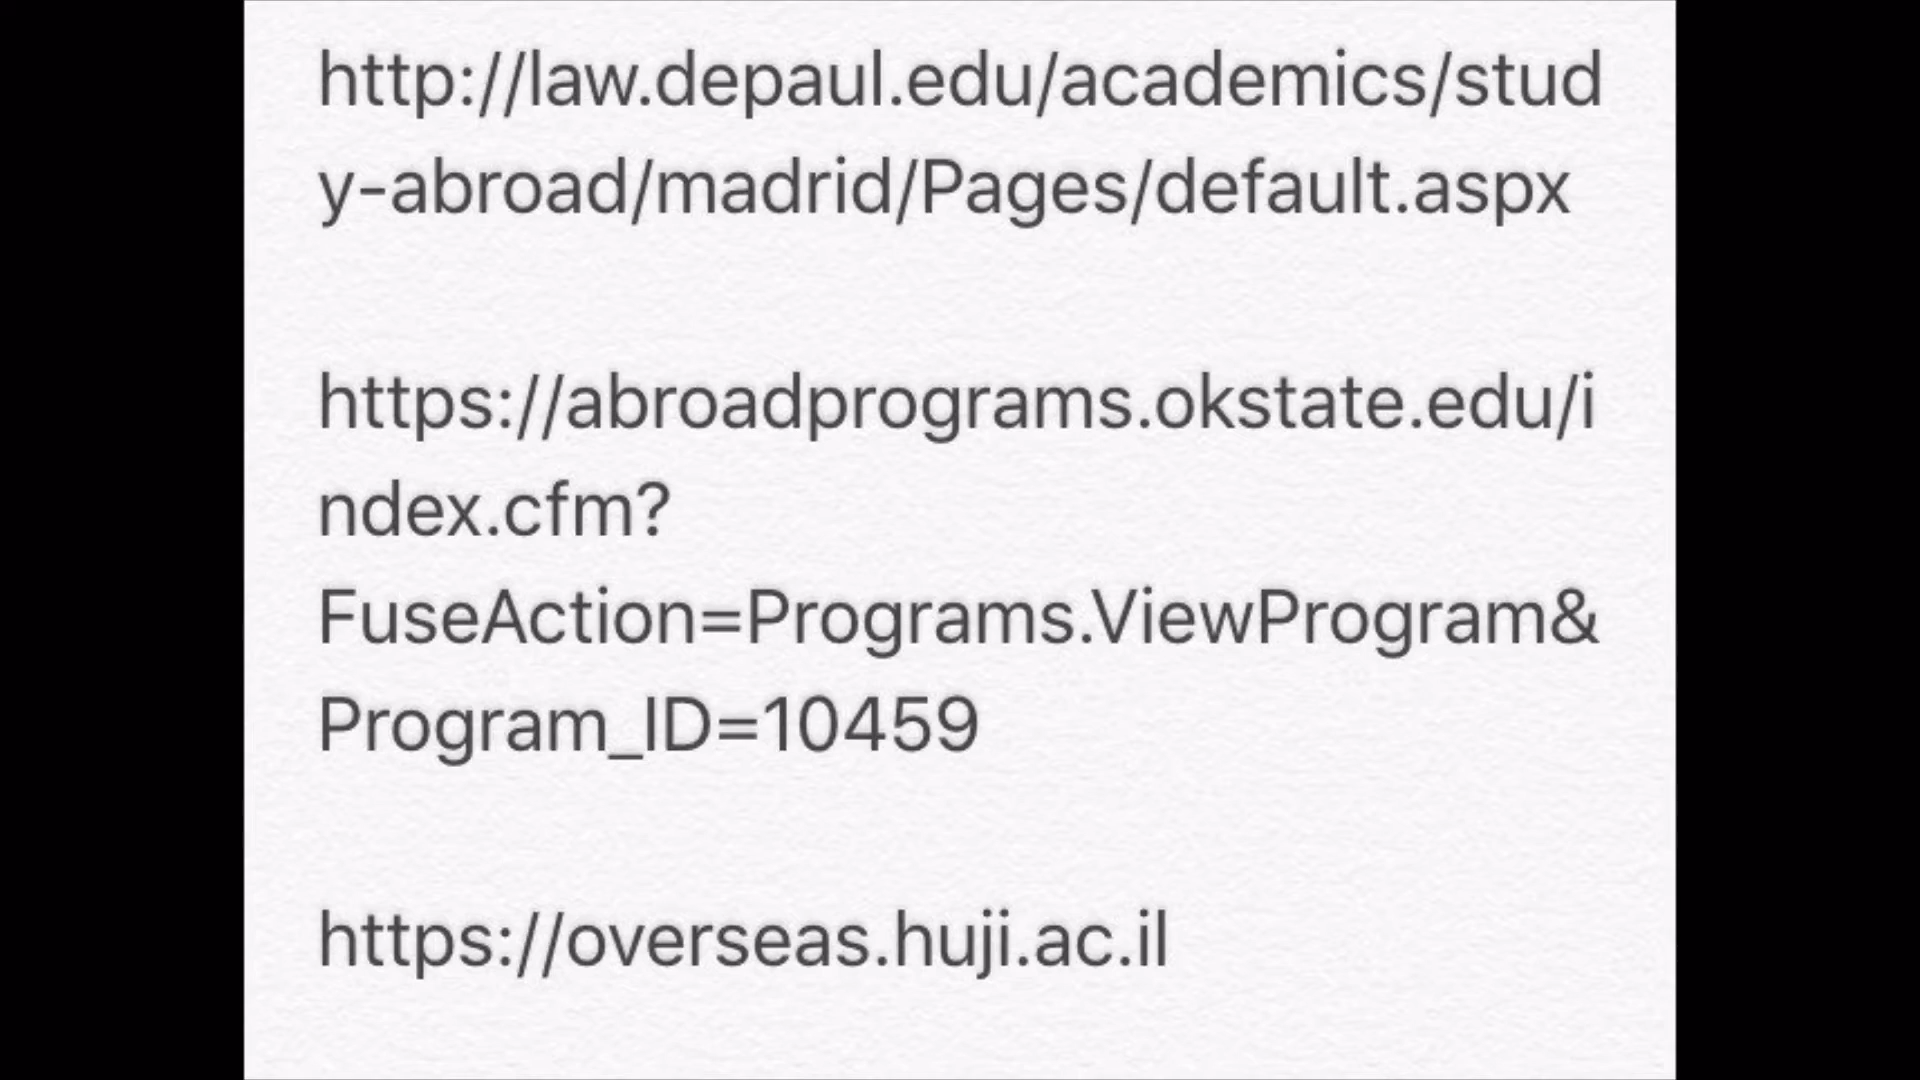 http://law.depaul.edu/academics/stud
y-abroad/madrid/Pages/default.aspx
https://abroadprograms.okstate.edu/i
ndex.cfm?
FuseAction=Programs.ViewProgram&
Program_ID=10459
https://overseas.huji.ac.il